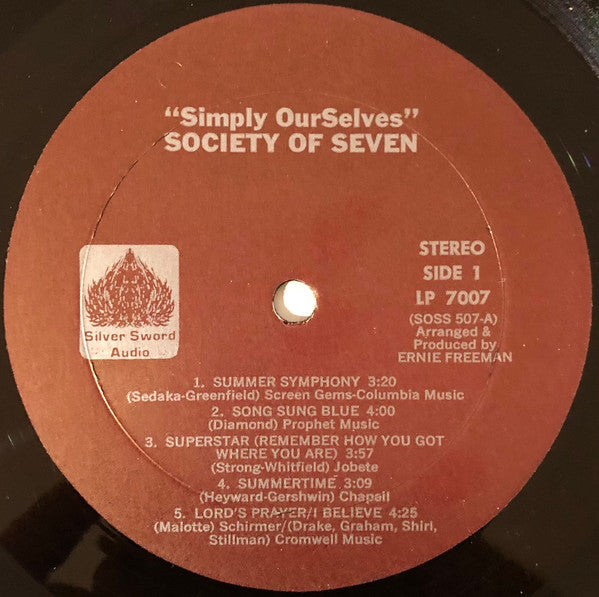 "Simply OurSelves"
SOCIETY OF SEVEN
Silver Sword
Audio
STEREO
SIDE 1
LP 7007
(SOSS 507-A)
Arranged &
Produced by
ERNIE FREEMAN
1. SUMMER SYMPHONY 3:20
(Sedaka-Greenfield) Screen Gems-Columbia Music
2. SONG SUNG BLUE 4:00
(Diamond) Prophet Music
3. SUPERSTAR (REMEMBER HOW YOU GOT
WHERE YOU ARE) 3:57
(Strong-Whitfield) Jobete
4. SUMMERTIME 3:09
(Heyward-Gershwin) Chapell
5. LORD'S PRAYER/I BELIEVE 4:25
(Malotte) Schirmer/(Drake, Graham, Shirl,
Stillman) Cromwell Music